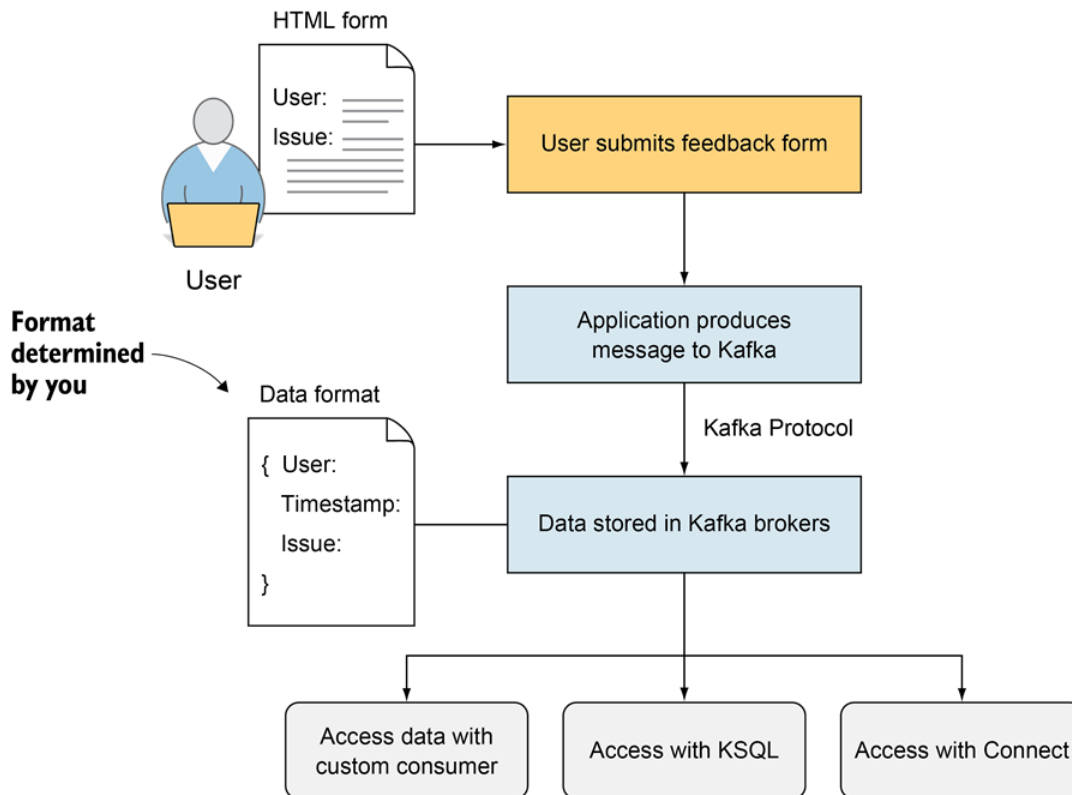 HTML form
User:
Issue:
User submits feedback form
User
Application produces
message to Kafka
Format
determined
by you
Kafka Protocol
Data format
{ User:
Timestamp:
Issue:
}
Data stored in Kafka brokers
Access data with
custom consumer
Access with KSQL
Access with Connect